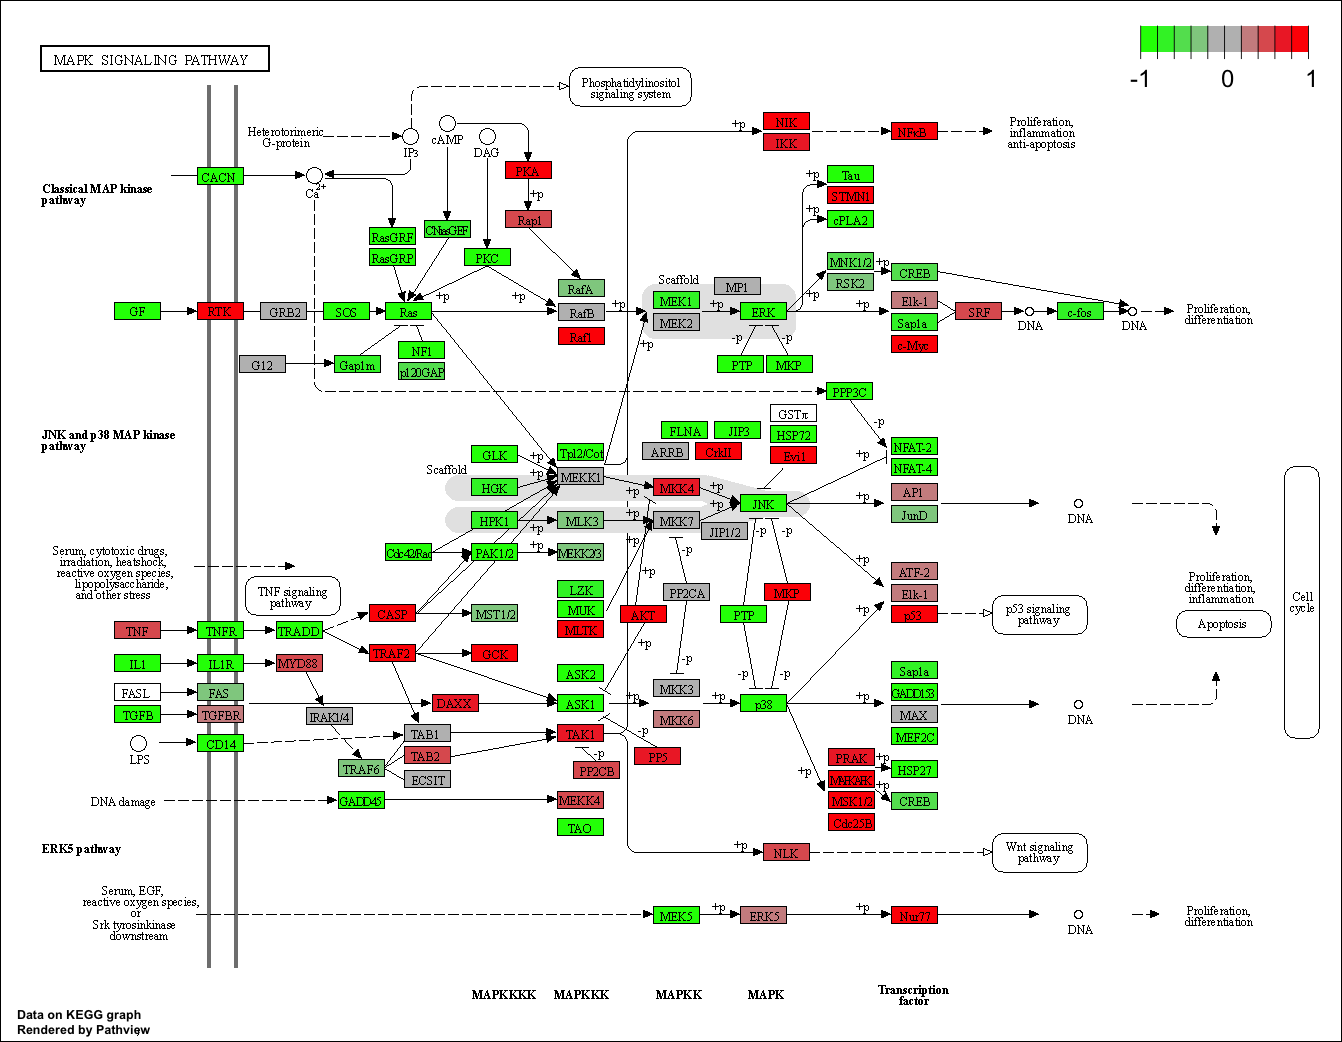 MAPK SIGNALING PATHWAY
-1 0 1
Phosphatidylinositol
signaling system
Heterotorimeric
G-protein
IP3
cAMP
DAG
+p
NIK
IKK
NFκB
Proliferation,
inflammation
anti-apoptosis
Classical MAP kinase
pathway
CACN
Ca2+
PKA
+p
Rap1
+p
Tau
STMN1
+p
cPLA2
RasGRF
RasGRP
CNasGEF
PKC
MNK1/2
RSK2
+p
CREB
Scaffold
MP1
RafA
RafB
Raf1
+p
+p
+p
MEK1
MEK2
+p
ERK
+p
+p
GF
RTK
GRB2
SOS
Ras
Elk-1
Sap1a
c-Myc
SRF
DNA
c-fos
DNA
Proliferation,
differentiation
G12
Gap1m
NF1
p120GAP
+p
-p
-p
PTP
MKP
PPP3C
-p
JNK and p38 MAP kinase
pathway
GSTπ
FLNA
JIP3
HSP72
ARRB
CrkII
Evi1
NFAT-2
NFAT-4
GLK
+p
Tpl2/Cot
Scaffold
HGK
+p
MEKK1
+p
MKK4
+p
JNK
+p
AP1
JunD
DNA
HPK1
+p
MLK3
+p
MKK7
+p
JIP1/2
Cdc42/Rac
PAK1/2
+p
MEKK2/3
+p
-p
-p
-p
+p
Serum, cytotoxic drugs,
irradiation, heatshock,
reactive oxygen species,
lipopolysaccharide,
and other stress
TNF signaling
pathway
LZK
MUK
MLTK
+p
PP2CA
MKP
ATF-2
Elk-1
p53
p53 signaling
pathway
Proliferation,
differentiation,
inflammation
Apoptosis
Cell
cycle
CASP
MST1/2
AKT
PTP
+p
TNF
TNFR
TRADD
TRAF2
GCK
+p
-p
-p
-p
IL1
IL1R
MYD88
ASK2
Sap1a
GADD153
MAX
MEF2C
FASL
FAS
DAXX
ASK1
+p
MKK3
MKK6
+p
p38
+p
DNA
TGFB
TGFBR
IRAK1/4
TAB1
TAK1
PP5
LPS
CD14
TAB2
-p
PP2CB
TRAF6
ECSIT
PRAK
MSK1/2
Cdc25B
+p
+p
+p
HSP27
CREB
DNA damage
GADD45
MEKK4
TAO
ERK5 pathway
+p
NLK
Wnt signaling
pathway
Serum, EGF,
reactive oxygen species,
or
Srk tyrosinkinase
downstream
MEK5
+p
ERK5
+p
Nur77
DNA
Proliferation,
differentiation
MAPKKKK MAPKKK MAPKK MAPK Transcription
factor
Data on KEGG graph
Rendered by Pathview